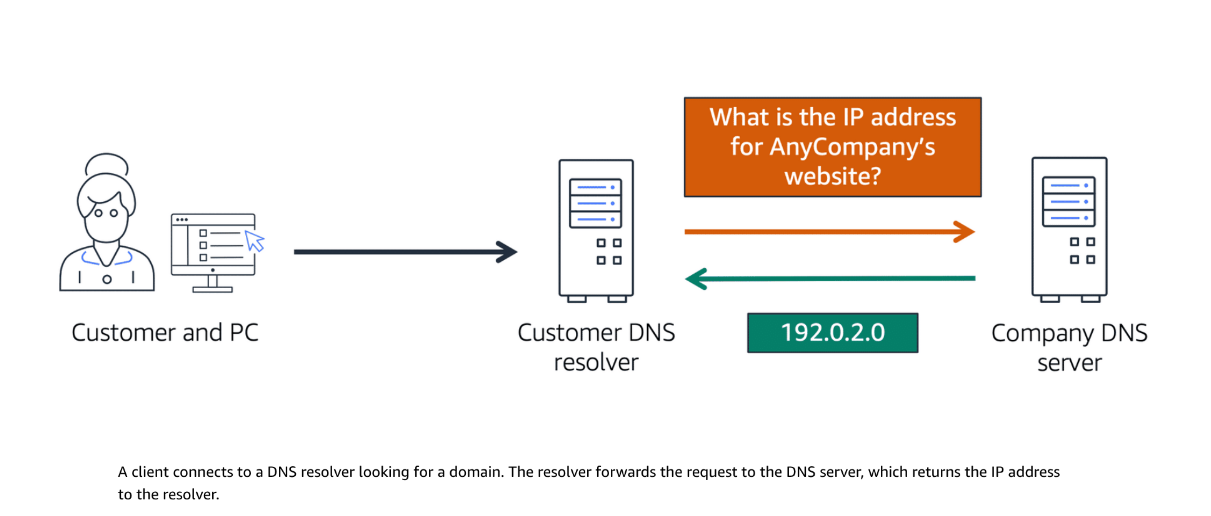 What is the IP address
for AnyCompany's
website?
192.0.2.0
Customer and PC
Customer DNS
resolver
Company DNS
server
A client connects to a DNS resolver looking for a domain. The resolver forwards the request to the DNS server, which returns the IP address
to the resolver.